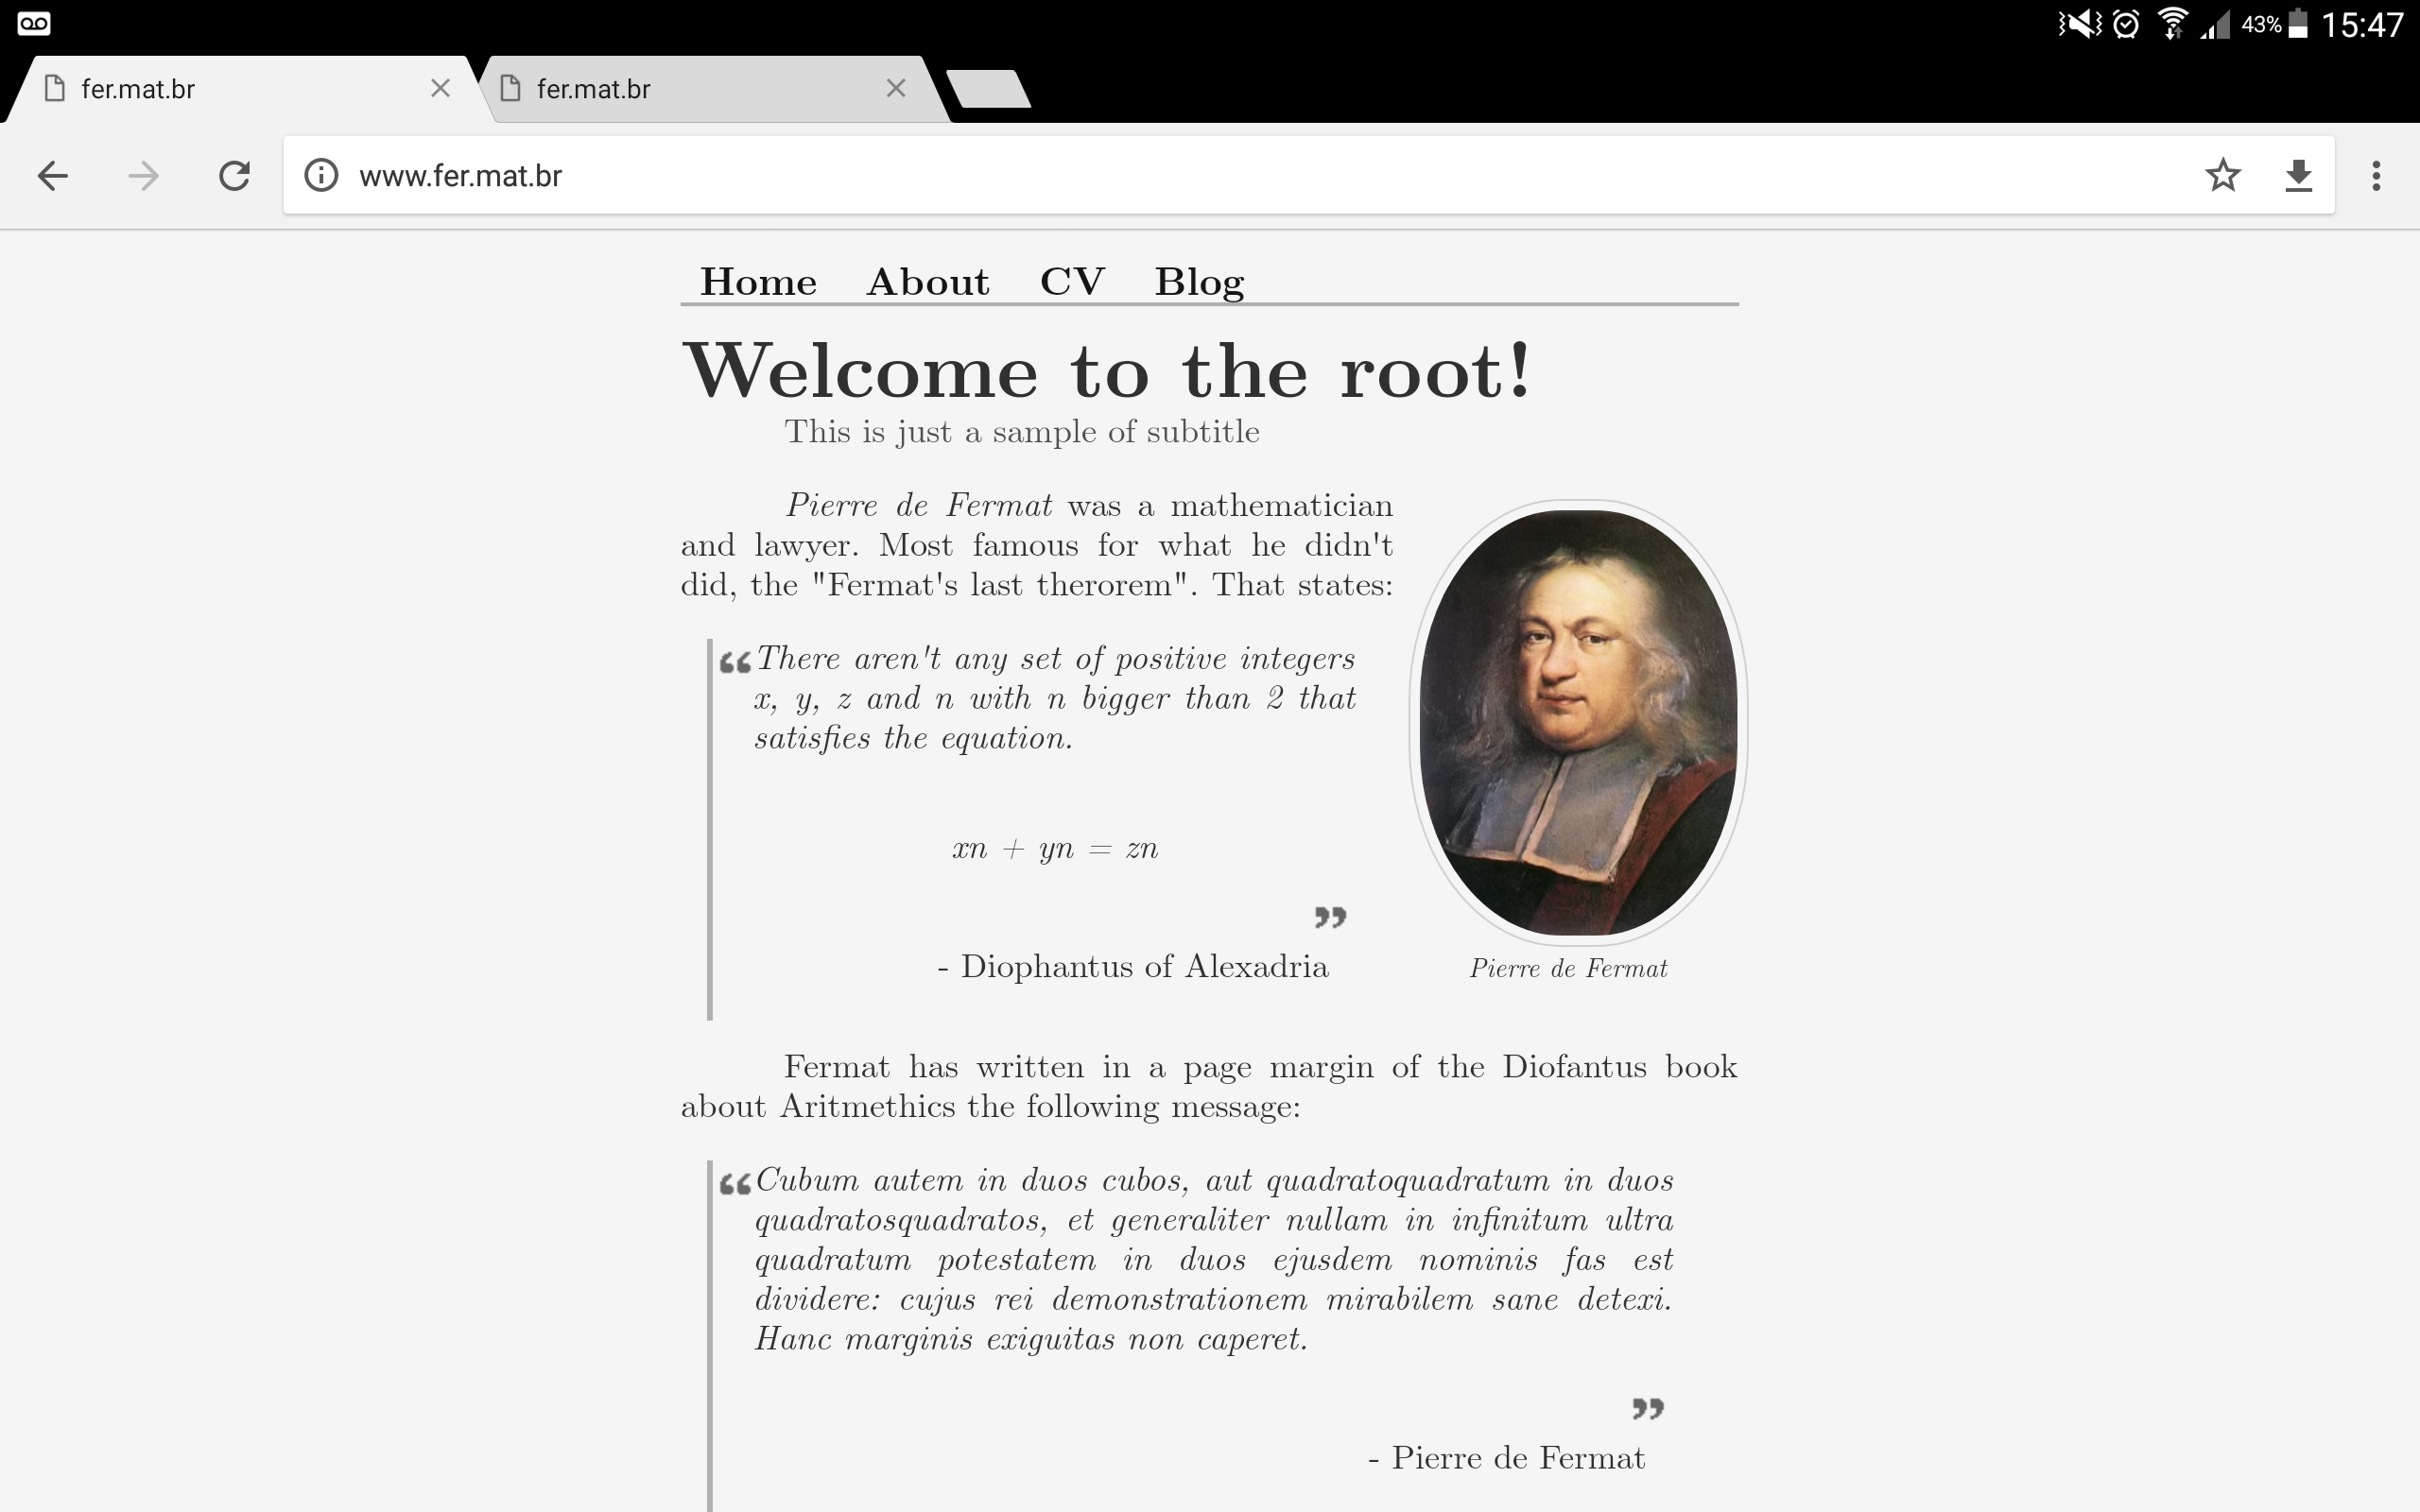 43% 15:47
fer.mat.br fer.mat.br
www.fer.mat.br
Home About CV Blog
Welcome to the root!
This is just a sample of subtitle
Pierre de Fermat was a mathematician
and lawyer. Most famous for what he didn't
did, the "Fermat's last therorem". That states:
“There aren't any set of positive integers
x, y, z and n with n bigger than 2 that
satisfies the equation.
xn + yn = zn
”
- Diophantus of Alexadria
Pierre de Fermat
Fermat has written in a page margin of the Diofantus book
about Aritmethics the following message:
“Cubum autem in duos cubos, aut quadratoquadratum in duos
quadratosquadratos, et generaliter nullam in infinitum ultra
quadratum potestatem in duos ejusdem nominis fas est
dividere: cujus rei demonstrationem mirabilem sane detexi.
Hanc marginis exiguitas non caperet.
”
- Pierre de Fermat